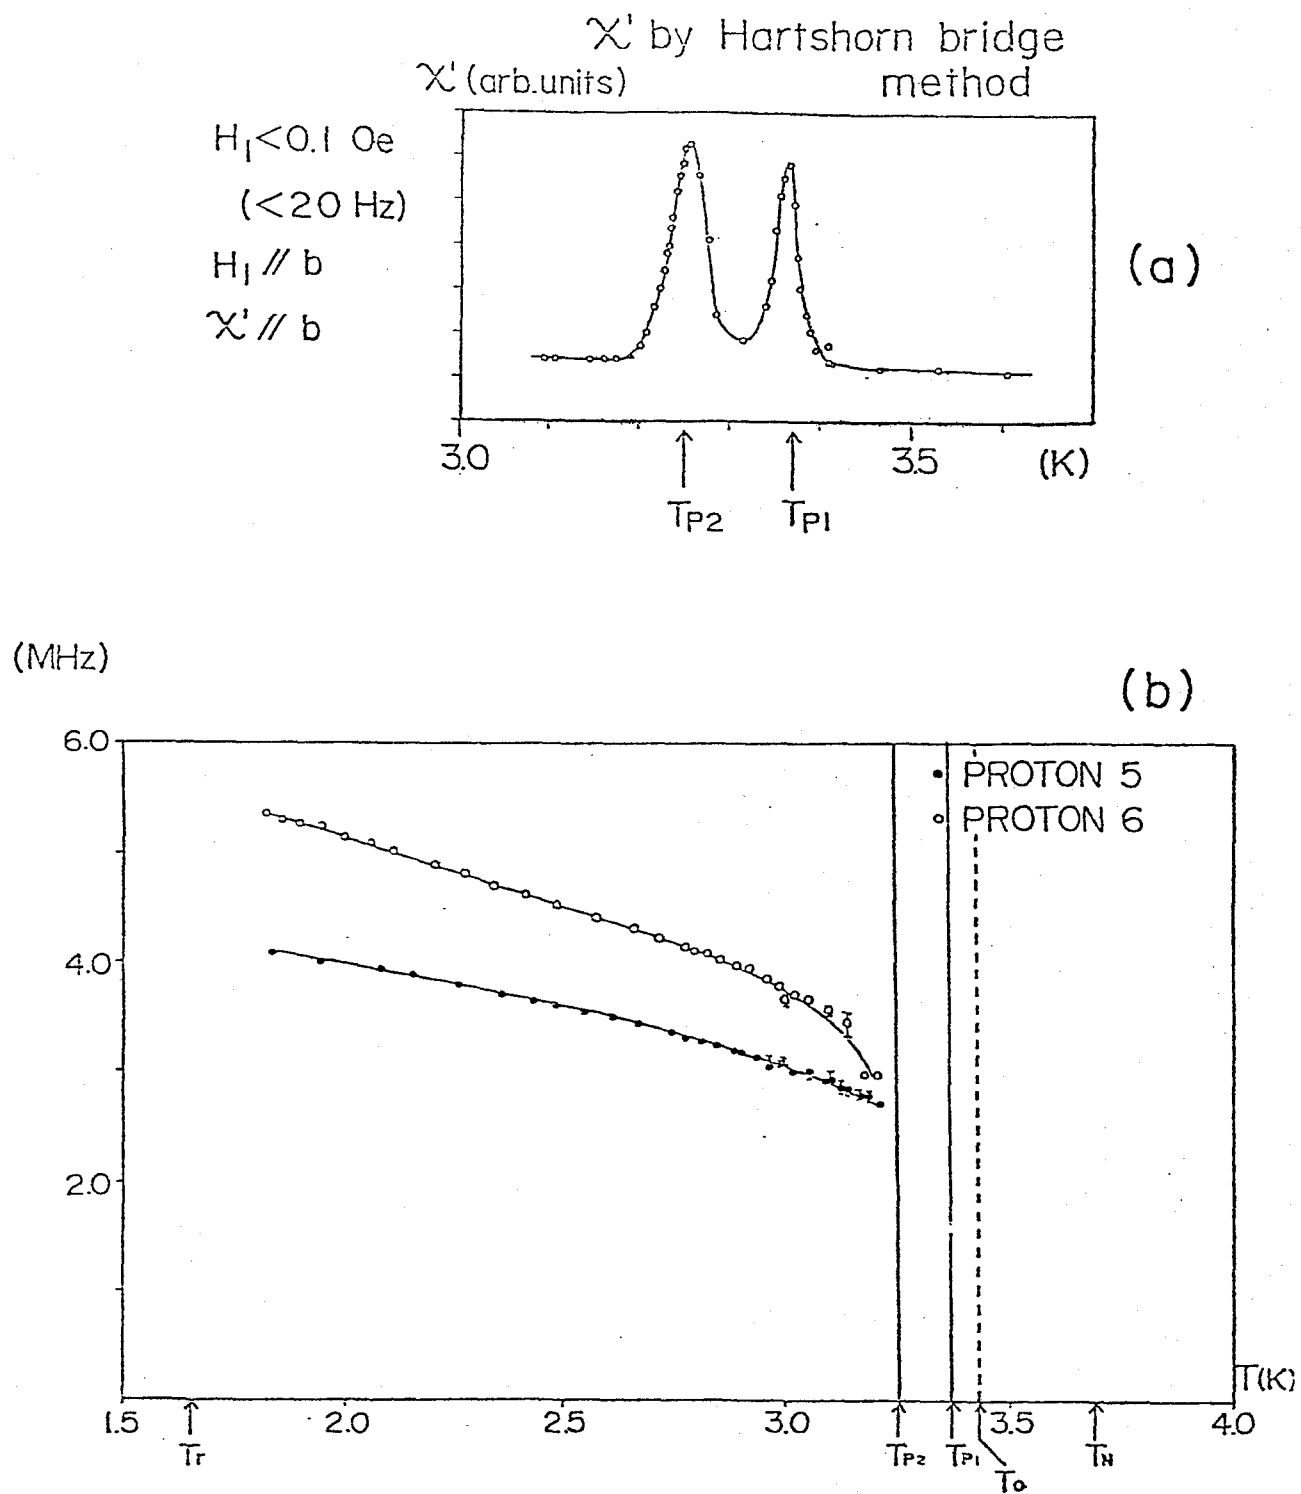 χ' by Hartshorn bridge
method
χ' (arb.units)
H₁<0.1 Oe
(<20 Hz)
H₁ // b
χ' // b
(a)
3.0
3.5
(K)
TP2
TP1
(MHz)
(b)
6.0
• PROTON 5
○ PROTON 6
4.0
2.0
T(K)
1.5
2.0
2.5
3.0
3.5
4.0
Tr
TP2
TP1
Ta
TN